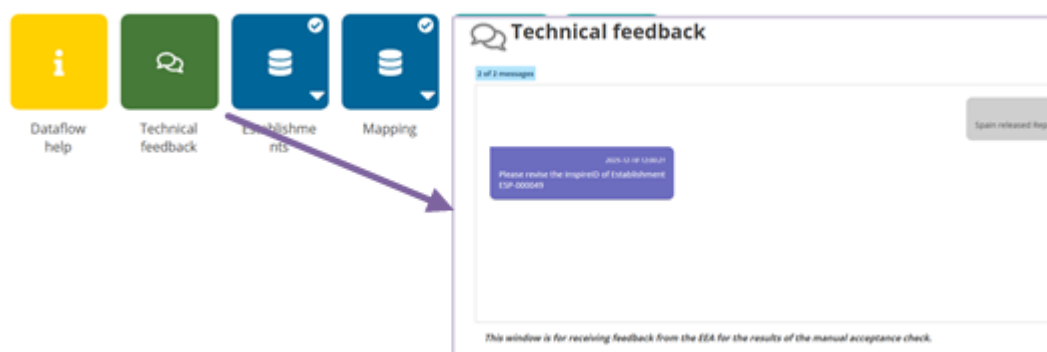 Technical feedback
2 of 2 messages
Spain released Rep
Please revise the InspireID of Establishment
ESP-000049
Dataflow
help
Technical
feedback
Establishme
nts
Mapping
This window is for receiving feedback from the EEA for the results of the manual acceptance check.